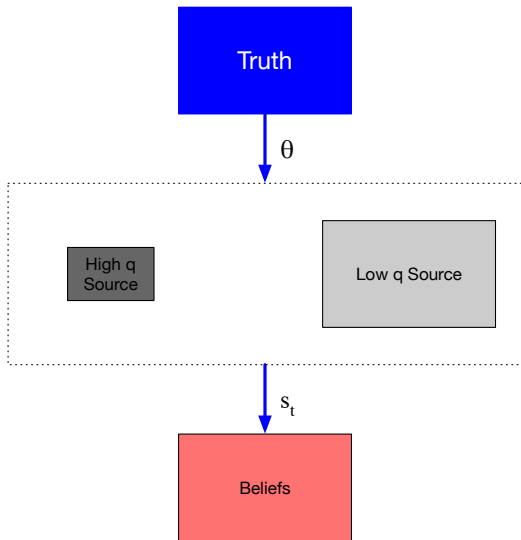 Truth
θ
High q
Source
Low q Source
s_t
Beliefs